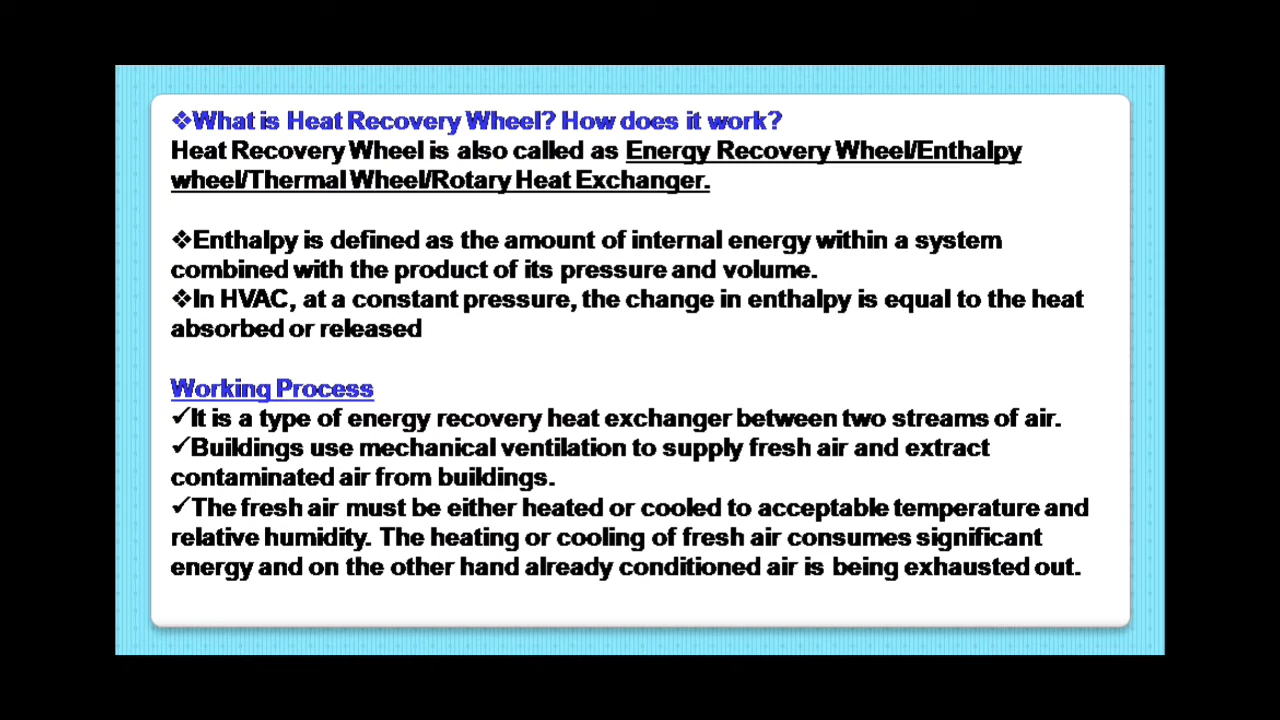 ❖What is Heat Recovery Wheel? How does it work?
Heat Recovery Wheel is also called as Energy Recovery Wheel/Enthalpy
wheel/Thermal Wheel/Rotary Heat Exchanger.
❖Enthalpy is defined as the amount of internal energy within a system
combined with the product of its pressure and volume.
❖In HVAC, at a constant pressure, the change in enthalpy is equal to the heat
absorbed or released
Working Process
✓It is a type of energy recovery heat exchanger between two streams of air.
✓Buildings use mechanical ventilation to supply fresh air and extract
contaminated air from buildings.
✓The fresh air must be either heated or cooled to acceptable temperature and
relative humidity. The heating or cooling of fresh air consumes significant
energy and on the other hand already conditioned air is being exhausted out.